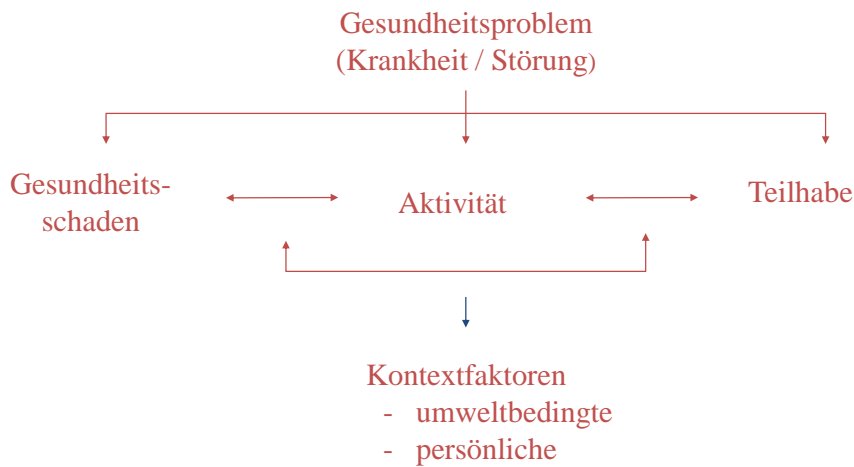 Gesundheitsproblem
(Krankheit / Störung)
Gesundheits-
schaden
Aktivität
Teilhabe
Kontextfaktoren
- umweltbedingte
- persönliche